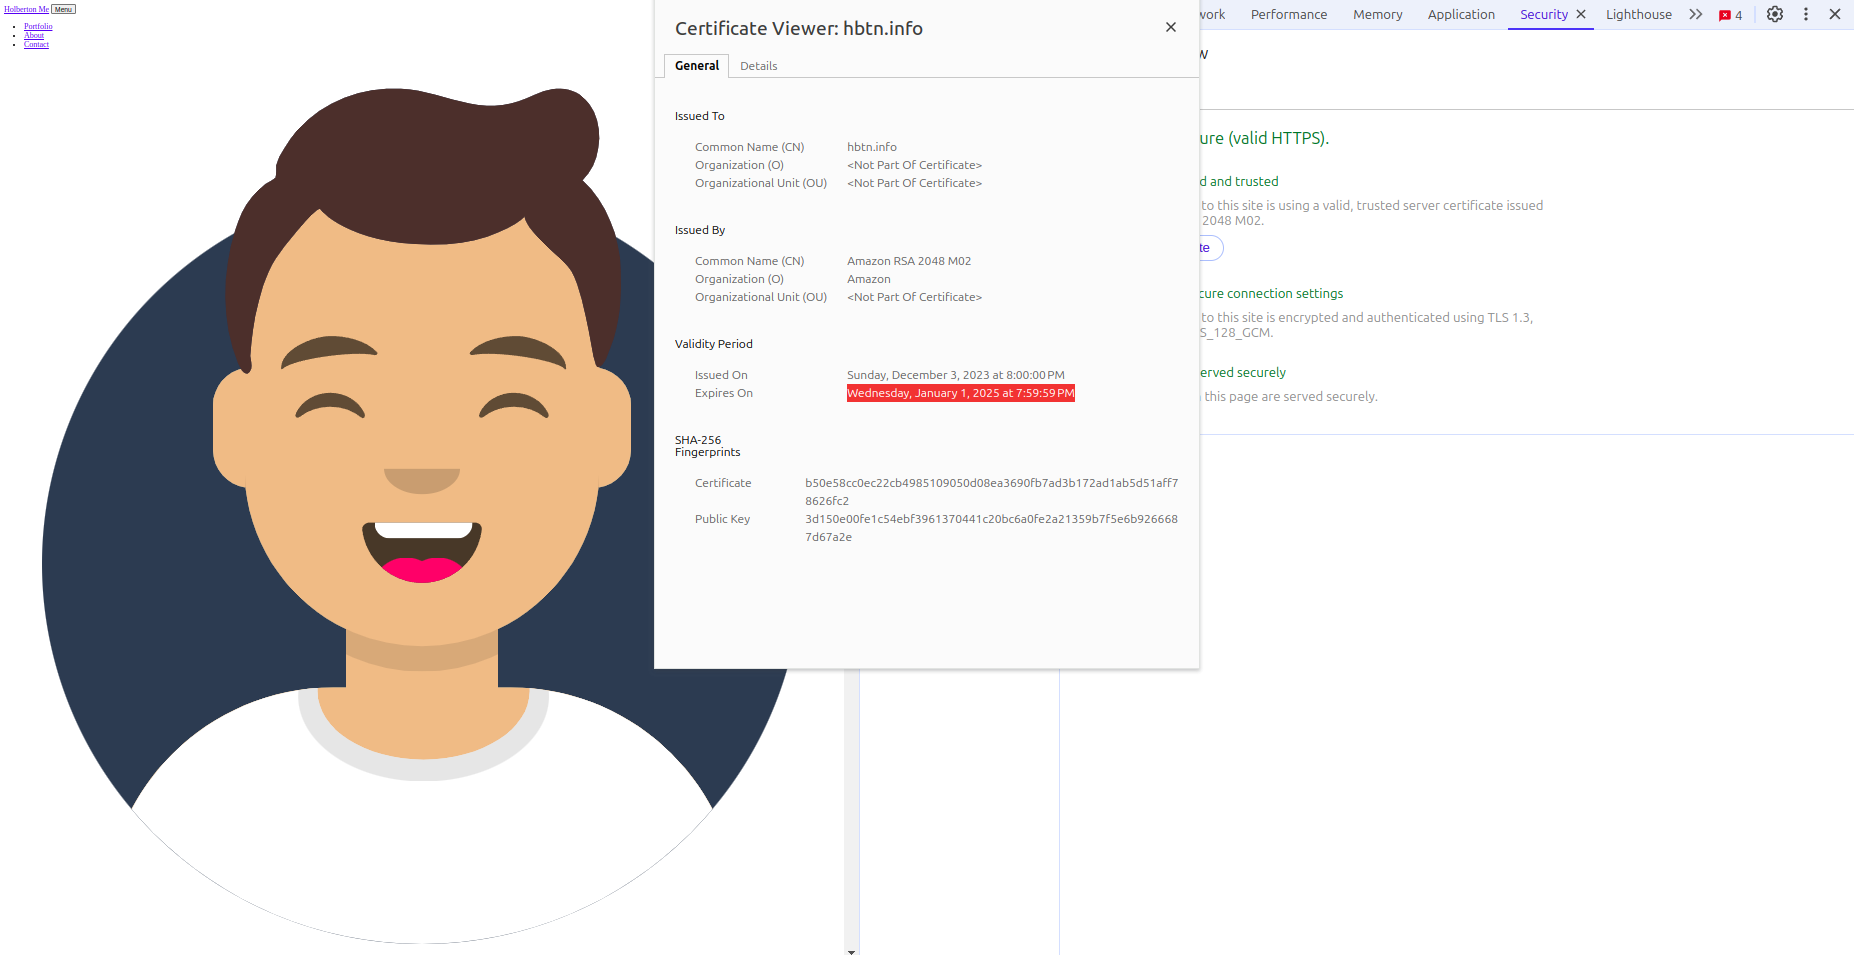 Holberton Me Menu
Portfolio
About
Contact
Certificate Viewer: hbtn.info
General Details
Issued To
Common Name (CN) hbtn.info
Organization (O) <Not Part Of Certificate>
Organizational Unit (OU) <Not Part Of Certificate>
Issued By
Common Name (CN) Amazon RSA 2048 M02
Organization (O) Amazon
Organizational Unit (OU) <Not Part Of Certificate>
Validity Period
Issued On Sunday, December 3, 2023 at 8:00:00 PM
Expires On Wednesday, January 1, 2025 at 7:59:59 PM
SHA-256
Fingerprints
Certificate b50e58cc0ec22cb4985109050d08ea3690fb7ad3b172ad1ab5d51aff7
8626fc2
Public Key 3d150e00fe1c54ebf3961370441c20bc6a0fe2a21359b7f5e6b926668
7d67a2e
work Performance Memory Application Security Lighthouse 4
w
ure (valid HTTPS).
d and trusted
to this site is using a valid, trusted server certificate issued
2048 M02.
te
cure connection settings
to this site is encrypted and authenticated using TLS 1.3,
S_128_GCM.
erved securely
this page are served securely.